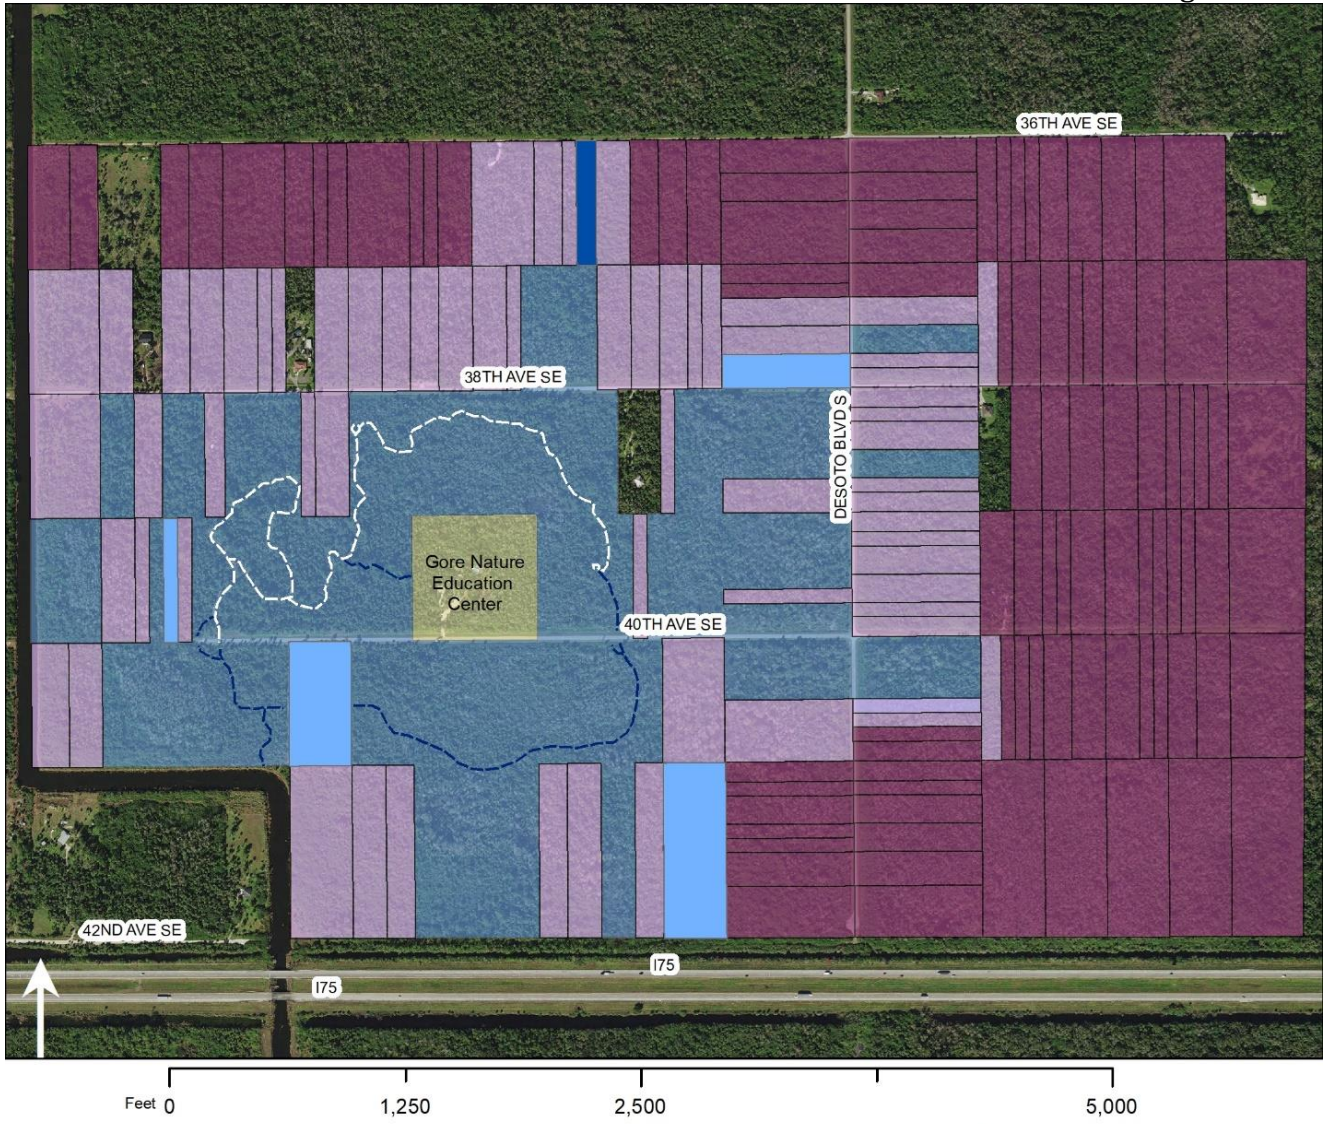 36TH AVE SE
38TH AVE SE
DESOTO BLVD S
Gore Nature
Education
Center
40TH AVE SE
42ND AVE SE
I75
I75
Feet 0 1,250 2,500 5,000